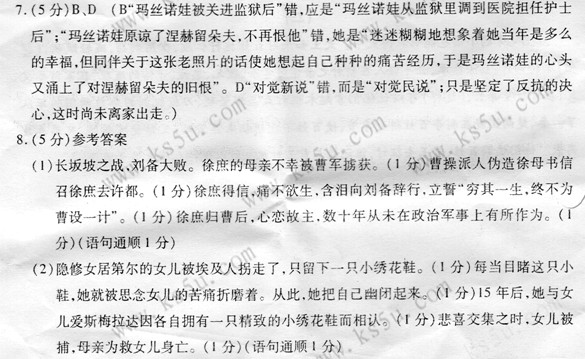 7.(5分)B、D (B“玛丝诺娃被关进监狱后”错,应是“玛丝诺娃从监狱里调到医院担任护士
后”;“玛丝诺娃原谅了涅赫留朵夫,不再恨他”错,她是“迷迷糊糊地想象着她当年是多么
的幸福,但同伴关于这张老照片的话使她想起自己种种的痛苦经历,于是玛丝诺娃的心头
又涌上了对涅赫留朵夫的旧恨”。D“对觉新说”错,而是“对觉民说”;只是坚定了反抗的决
心,这时尚未离家出走。)
8.(5分)参考答案
(1)长坂坡之战,刘备大败。徐庶的母亲不幸被曹军掳获。(1分)曹操派人伪造徐母书信
召徐庶去许都。(1分)徐庶得信,痛不欲生,含泪向刘备辞行,立誓“穷其一生,终不为
曹设一计”。(1分)徐庶归曹后,心恋故主,数十年从未在政治军事上有所作为。(1
分)(语句通顺1分)
(2)隐修女居第尔的女儿被埃及人拐走了,只留下一只小绣花鞋。(1分)每当目睹这只小
鞋,她就被思念女儿的苦痛折磨着。从此,她把自己幽闭起来。(1分)15年后,她与女
儿爱斯梅拉达因各自拥有一只精致的小绣花鞋而相认。(1分)悲喜交集之时,女儿被
捕,母亲为救女儿身亡。(1分)(语句通顺1分)
www.ks5u.com
www.ks5u.com